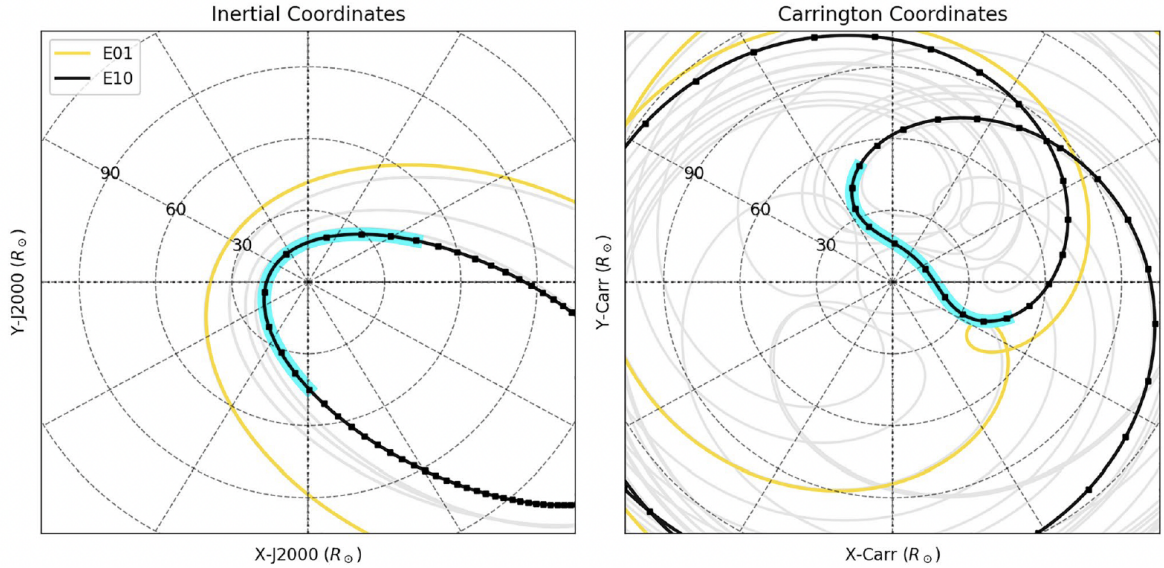 Inertial Coordinates
E01
E10
90
60
30
Y-J2000 (R⊙)
X-J2000 (R⊙)
Carrington Coordinates
90
60
30
Y-Carr (R⊙)
X-Carr (R⊙)